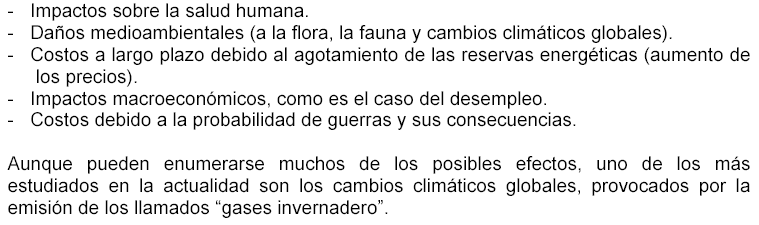 - Impactos sobre la salud humana.
- Daños medioambientales (a la flora, la fauna y cambios climáticos globales).
- Costos a largo plazo debido al agotamiento de las reservas energéticas (aumento de
los precios).
- Impactos macroeconómicos, como es el caso del desempleo.
- Costos debido a la probabilidad de guerras y sus consecuencias.
Aunque pueden enumerarse muchos de los posibles efectos, uno de los más
estudiados en la actualidad son los cambios climáticos globales, provocados por la
emisión de los llamados “gases invernadero”.